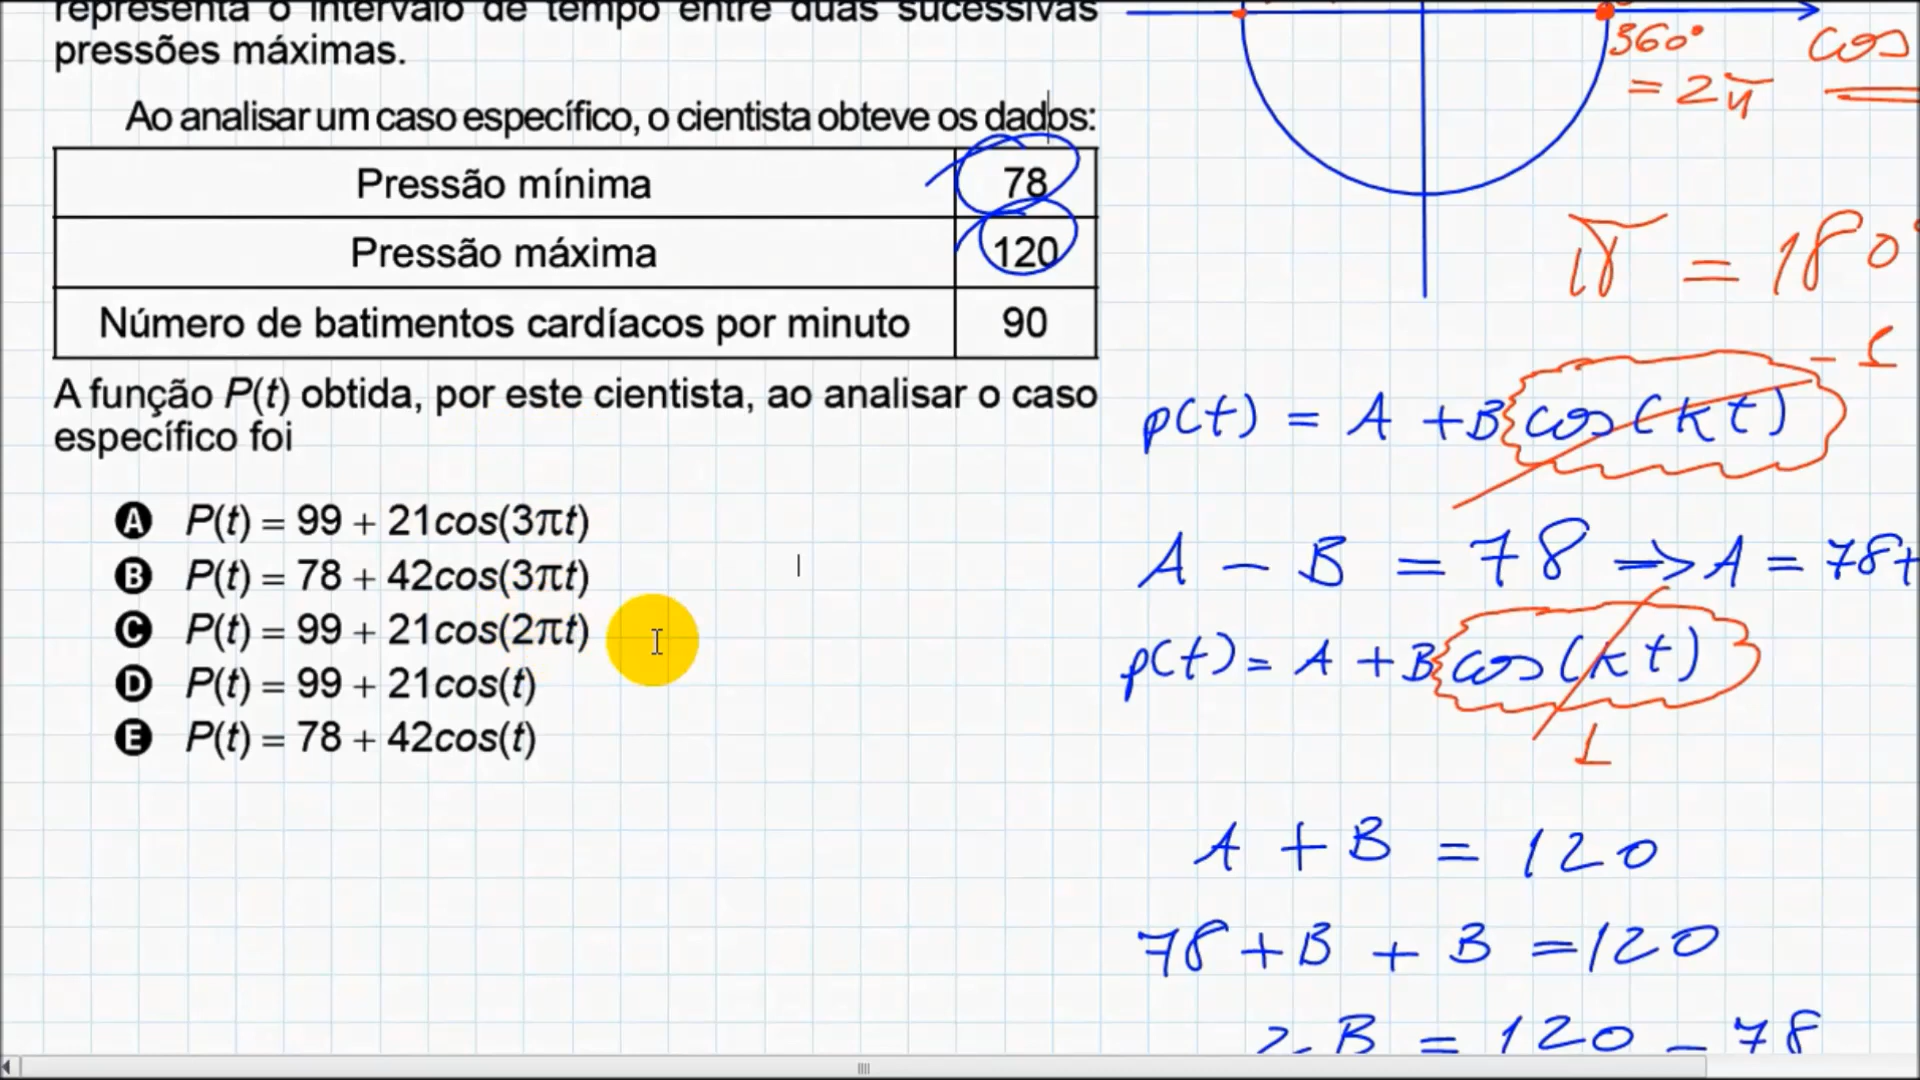 representa o intervalo de tempo entre duas sucessivas
pressões máximas.
Ao analisar um caso específico, o cientista obteve os dados:
Pressão mínima 78
Pressão máxima 120
Número de batimentos cardíacos por minuto 90
A função P(t) obtida, por este cientista, ao analisar o caso
específico foi
A P(t) = 99 + 21cos(3πt)
B P(t) = 78 + 42cos(3πt)
C P(t) = 99 + 21cos(2πt)
D P(t) = 99 + 21cos(t)
E P(t) = 78 + 42cos(t)
360°
= 2π
cos
π = 180°
- 1
p(t) = A + B cos(kt)
A - B = 78 => A = 78+
p(t) = A + B cos(kt)
1
A + B = 120
78 + B + B = 120
2B = 120 - 78